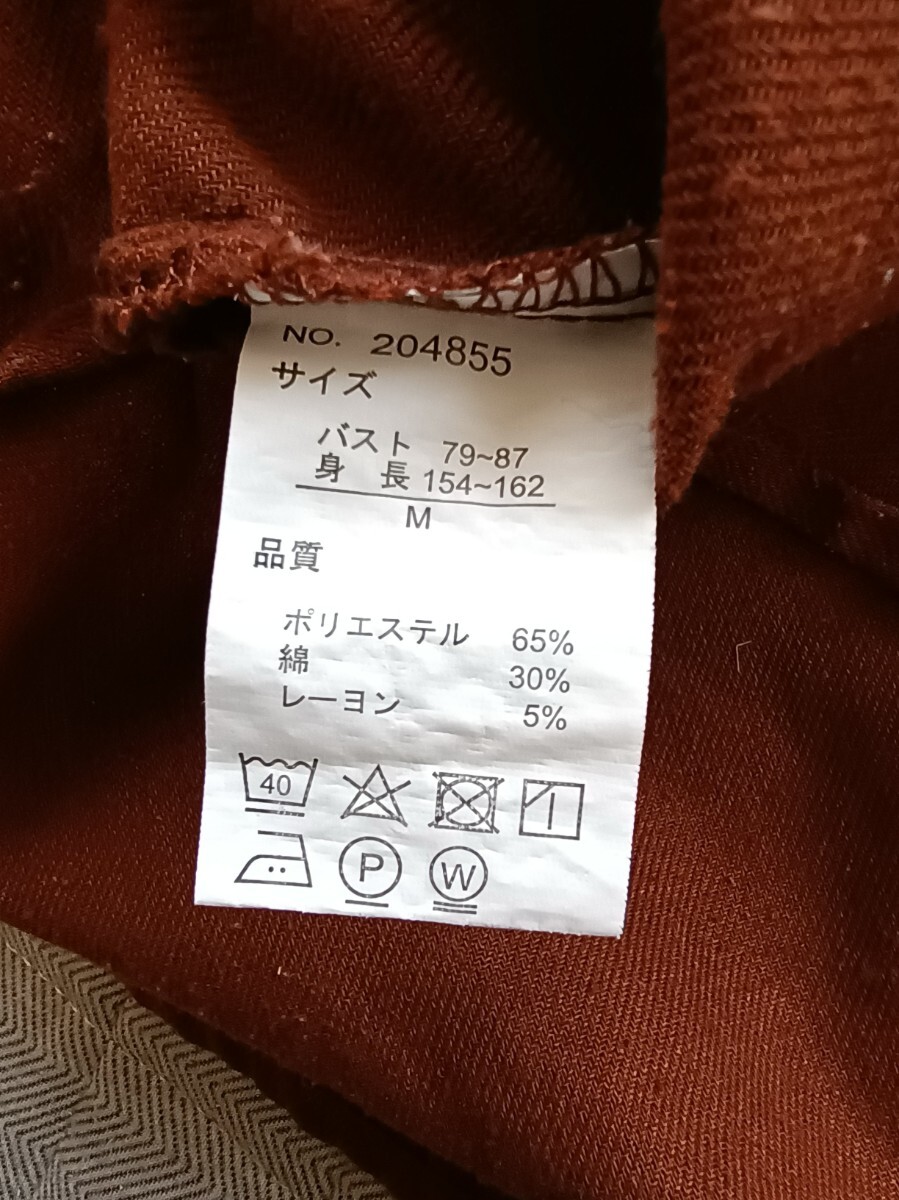 NO. 204855
サイズ
バスト 79~87
身 長 154~162
M
品質
ポリエステル 65%
綿 30%
レーヨン 5%
40
P W